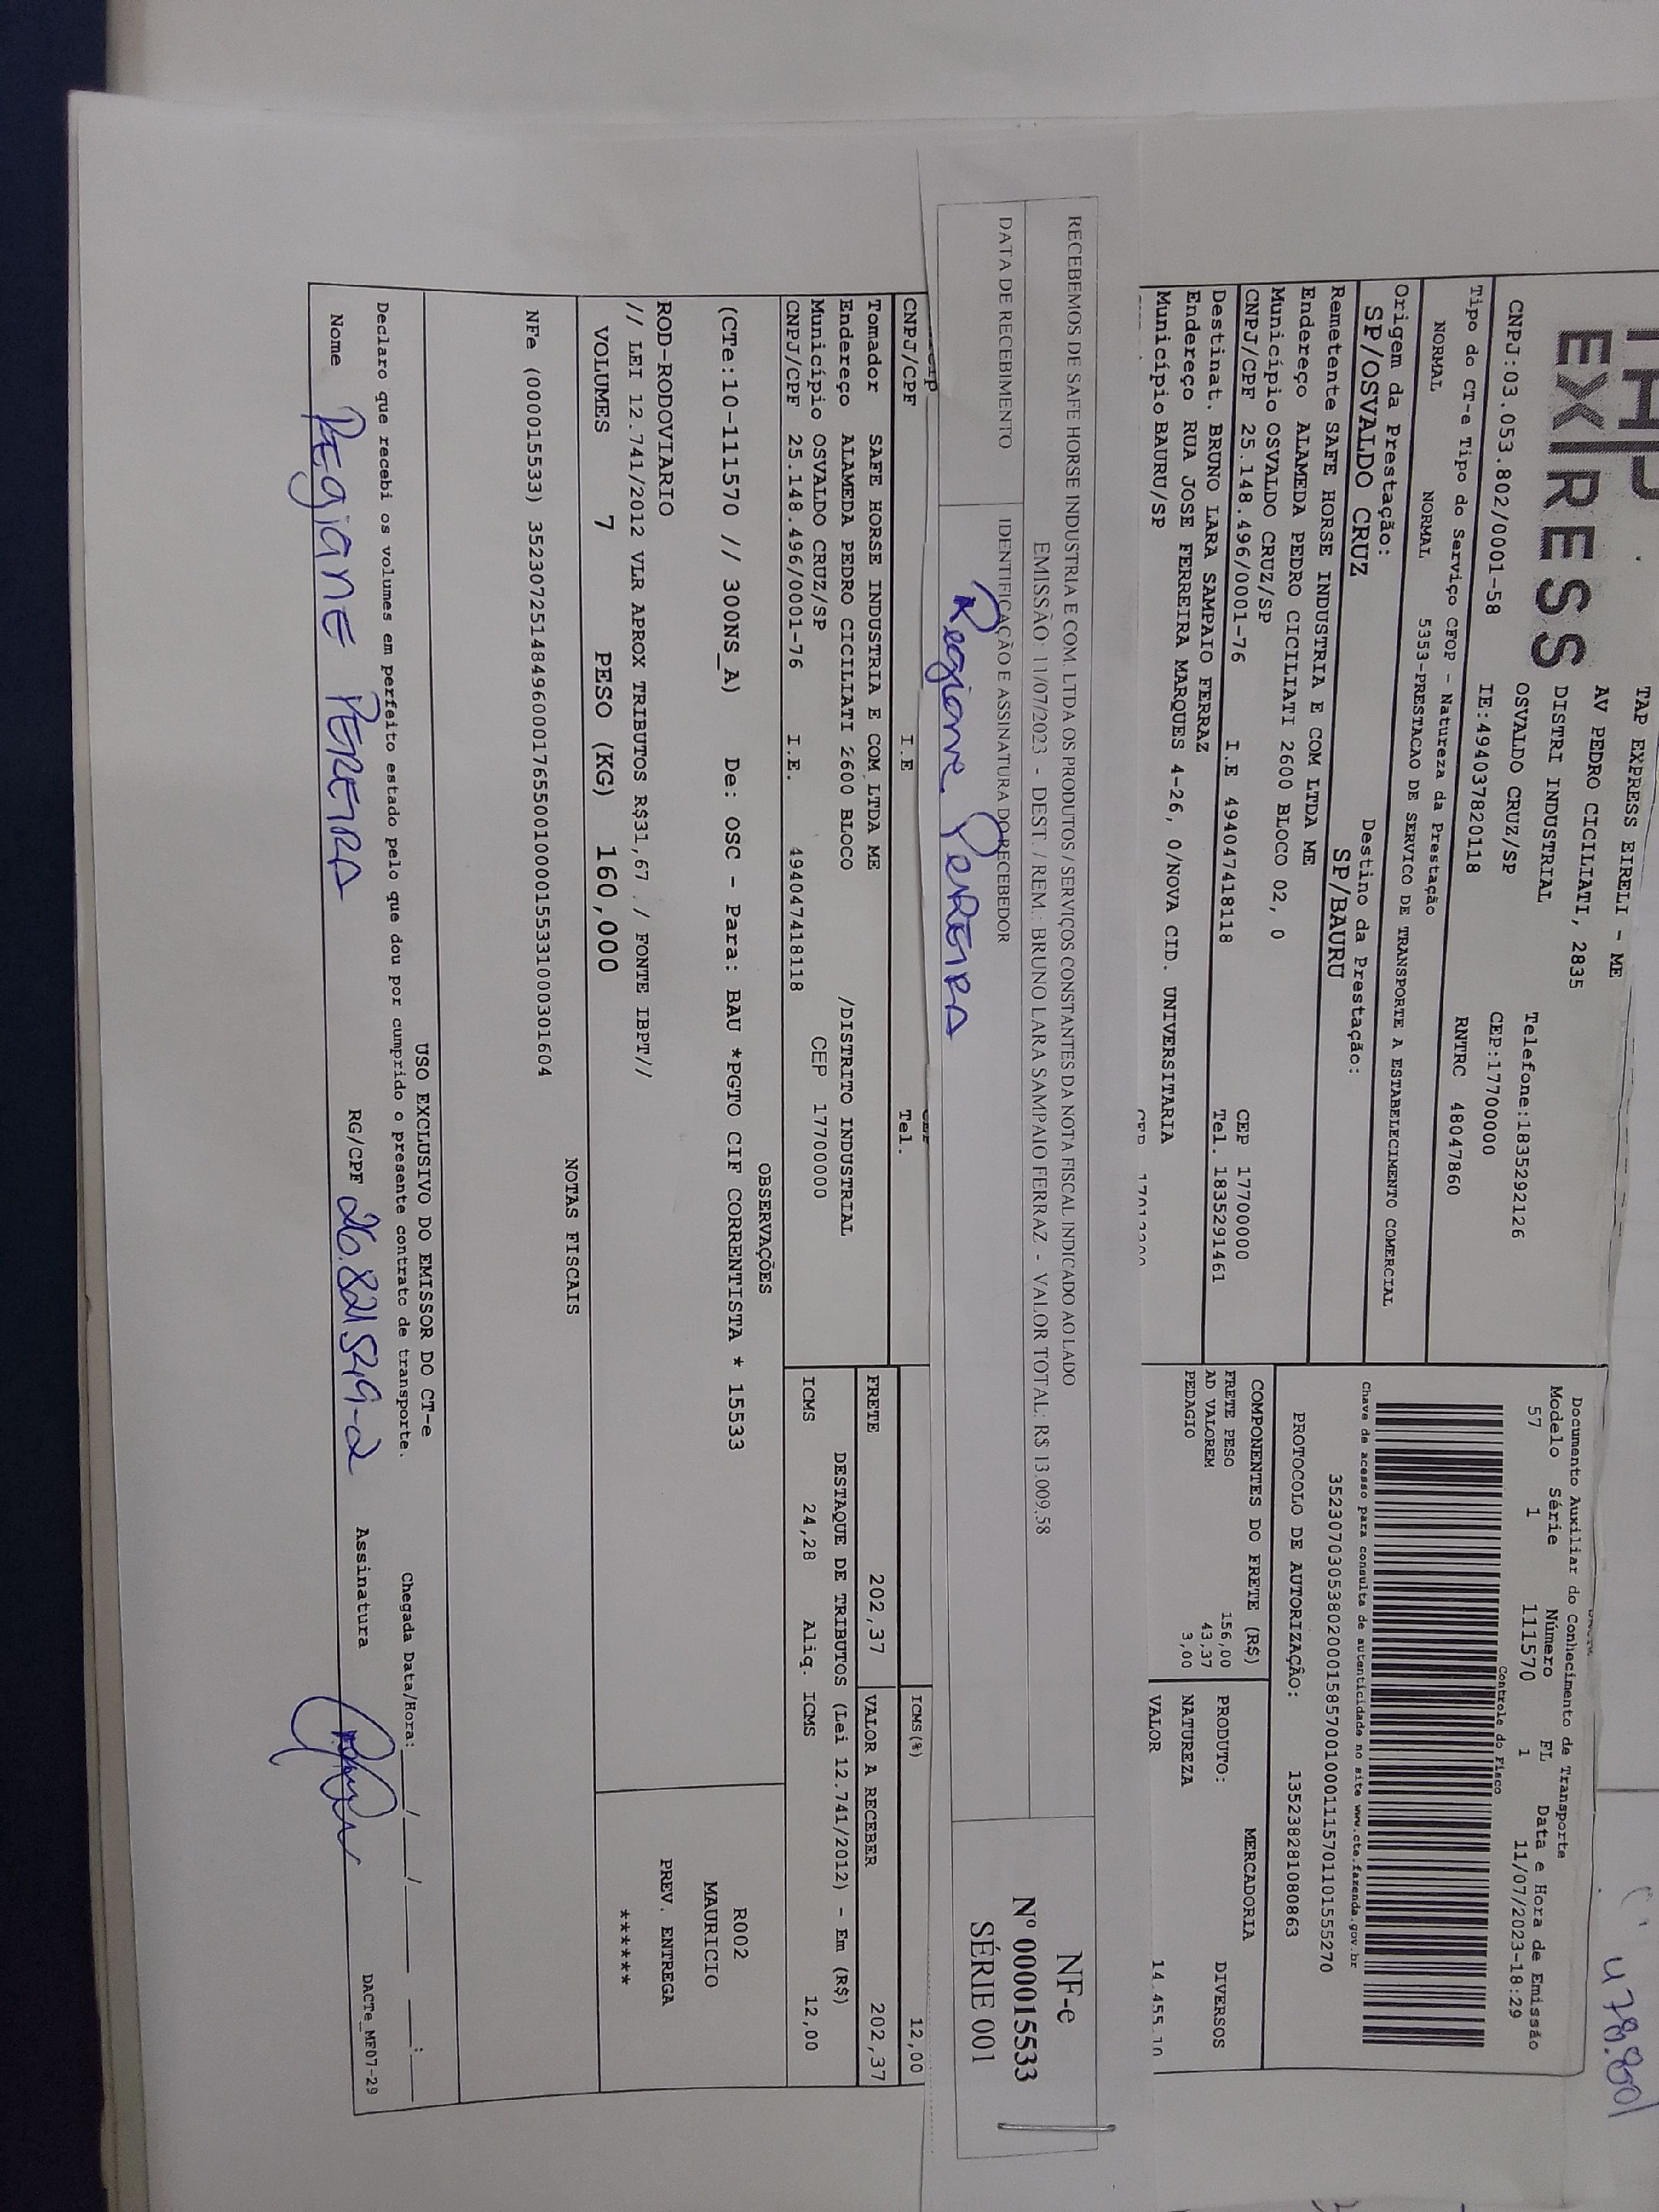 EXPRESS
TAP EXPRESS EIRELI - ME
AV PEDRO CICILIATI, 2835
DISTRI INDUSTRIAL
OSVALDO CRUZ/SP
Telefone:1835292126
CNPJ:03.053.802/0001-58
IE:494037820118
CEP:17700000
RNTRC 48047860
Tipo do CT-e Tipo do Serviço CFOP - Natureza da Prestação
NORMAL NORMAL 5353-PRESTACAO DE SERVICO DE TRANSPORTE A ESTABELECIMENTO COMERCIAL
Origem da Prestação: Destino da Prestação:
SP/OSVALDO CRUZ SP/BAURU
Remetente SAFE HORSE INDUSTRIA E COM LTDA ME
Endereço ALAMEDA PEDRO CICILIATI 2600 BLOCO 02, 0
Município OSVALDO CRUZ/SP CEP 17700000
CNPJ/CPF 25.148.496/0001-76 I.E 494047418118 Tel. 1835291461
Destinat. BRUNO LARA SAMPAIO FERRAZ
Endereço RUA JOSE FERREIRA MARQUES 4-26, 0/NOVA CID. UNIVERSITARIA
Município BAURU/SP
Documento Auxiliar do Conhecimento de Transporte
Modelo Série Número FL Data e Hora de Emissão
57 1 111570 1 11/07/2023-18:29
Controle do Fisco
Chave de acesso para consulta de autenticidade no site www.cte.fazenda.gov.br
35230703053802000158570010001115701101555270
PROTOCOLO DE AUTORIZAÇÃO: 135238281080863
COMPONENTES DO FRETE (R$)
FRETE PESO 156,00
AD VALOREM 43,37
PEDAGIO 3,00
MERCADORIA
PRODUTO: DIVERSOS
NATUREZA
VALOR 14.455,10
RECEBEMOS DE SAFE HORSE INDUSTRIA E COM. LTDA OS PRODUTOS / SERVIÇOS CONSTANTES DA NOTA FISCAL INDICADO AO LADO
EMISSÃO: 11/07/2023 - DEST. / REM.: BRUNO LARA SAMPAIO FERRAZ - VALOR TOTAL: R$ 13.009,58
DATA DE RECEBIMENTO
IDENTIFICAÇÃO E ASSINATURA DO RECEBEDOR
Regiane Pereira
NF-e
Nº 000015533
SÉRIE 001
CNPJ/CPF I.E Tel.
ICMS(%) 12,00
Tomador SAFE HORSE INDUSTRIA E COM LTDA ME
Endereço ALAMEDA PEDRO CICILIATI 2600 BLOCO /DISTRITO INDUSTRIAL
Município OSVALDO CRUZ/SP CEP 17700000
CNPJ/CPF 25.148.496/0001-76 I.E. 494047418118
FRETE 202,37 VALOR A RECEBER 202,37
DESTAQUE DE TRIBUTOS (Lei 12.741/2012) - Em (R$)
ICMS 24,28 Aliq. ICMS 12,00
OBSERVAÇÕES
(CTe:10-111570 // 300NS_A) De: OSC - Para: BAU *PGTO CIF CORRENTISTA * 15533
ROD-RODOVIARIO
// LEI 12.741/2012 VLR APROX TRIBUTOS R$31,67 . / FONTE IBPT//
VOLUMES 7 PESO (KG) 160,000
R002
MAURICIO
PREV. ENTREGA
******
NOTAS FISCAIS
NFe (000015533) 35230725148496000176550010000155331000301604
USO EXCLUSIVO DO EMISSOR DO CT-e
Declaro que recebi os volumes em perfeito estado pelo que dou por cumprido o presente contrato de transporte.
Chegada Data/Hora: / / :
Nome Regiane Pereira RG/CPF 26.821549-2 Assinatura
DACTe_MF07-29